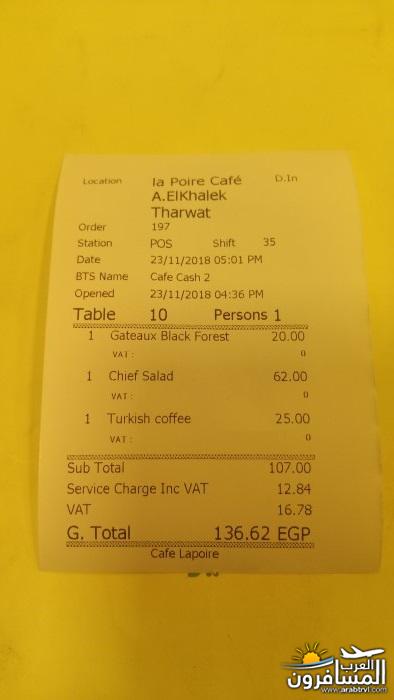 Location la Poire Café D.In
A.ElKhalek
Tharwat
Order 197
Station POS Shift 35
Date 23/11/2018 05:01 PM
BTS Name Cafe Cash 2
Opened 23/11/2018 04:36 PM
Table 10 Persons 1
1 Gateaux Black Forest 20.00
VAT : 0
1 Chief Salad 62.00
VAT : 0
1 Turkish coffee 25.00
VAT : 0
Sub Total 107.00
Service Charge Inc VAT 12.84
VAT 16.78
G. Total 136.62 EGP
Cafe Lapoire
العرب
المسافرون
www.arabtrvl.com